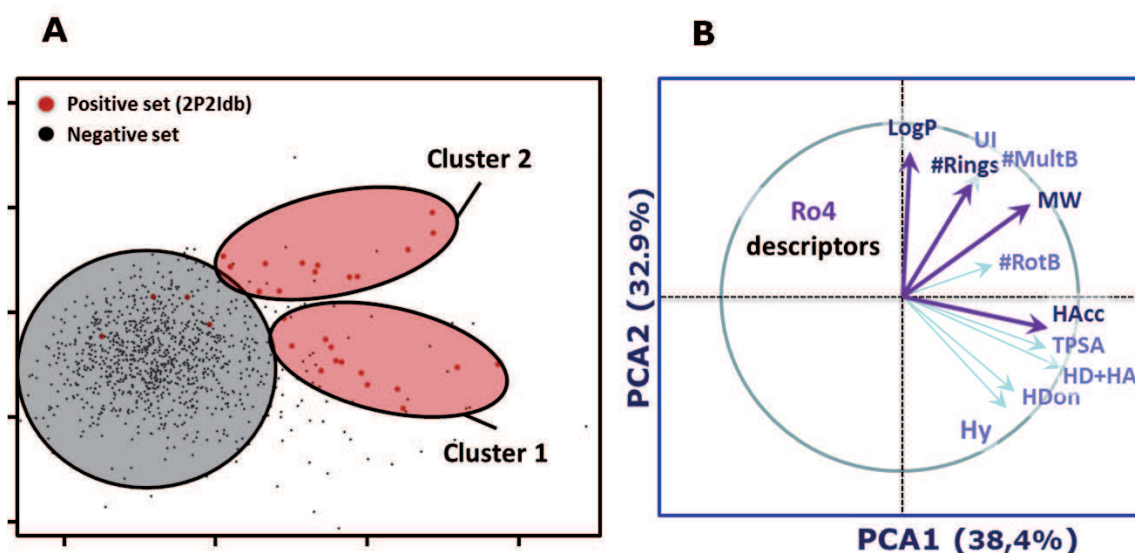 A
Positive set (2P2Idb)
Negative set
Cluster 2
Cluster 1
B
LogP
UI
#Rings
#MultB
MW
Ro4
descriptors
#RotB
HAcc
TPSA
HD+HA
HDon
Hy
PCA2 (32.9%)
PCA1 (38,4%)